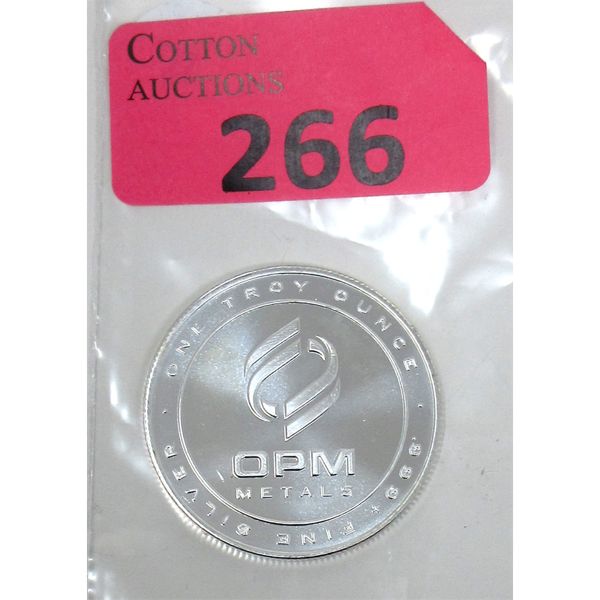 COTTON
AUCTIONS
266
· ONE TROY OUNCE ·
.999+ FINE SILVER
OPM
METALS